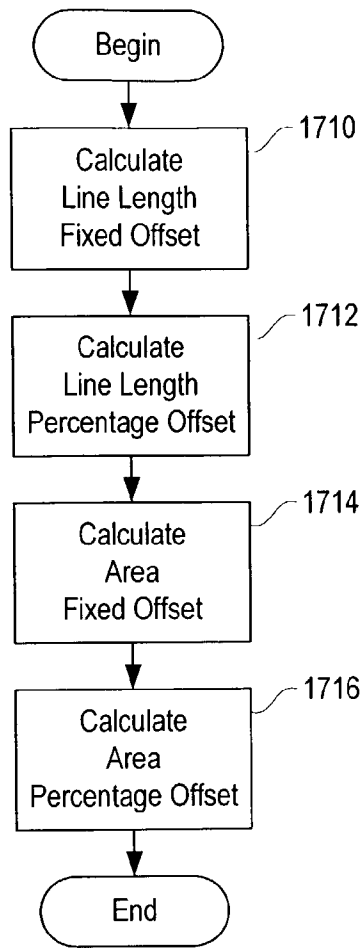 Begin
1710
Calculate
Line Length
Fixed Offset
1712
Calculate
Line Length
Percentage Offset
1714
Calculate
Area
Fixed Offset
1716
Calculate
Area
Percentage Offset
End